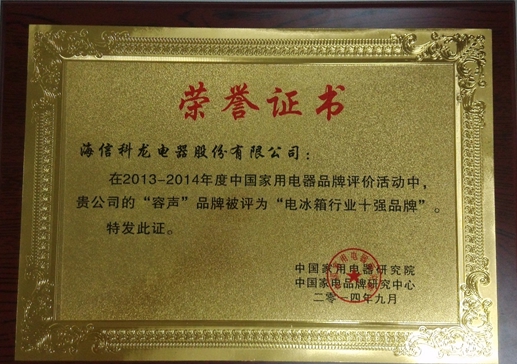 荣誉证书
海信科龙电器股份有限公司：
在2013-2014年度中国家用电器品牌评价活动中，
贵公司的“容声”品牌被评为“电冰箱行业十强品牌”。
特发此证。
中国家用电器研究院
中国家电品牌研究中心
二零一四年九月